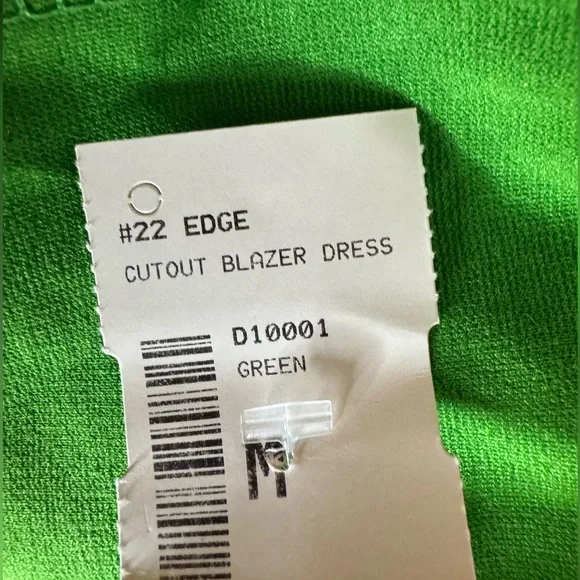 #22 EDGE
CUTOUT BLAZER DRESS
D10001
GREEN
M